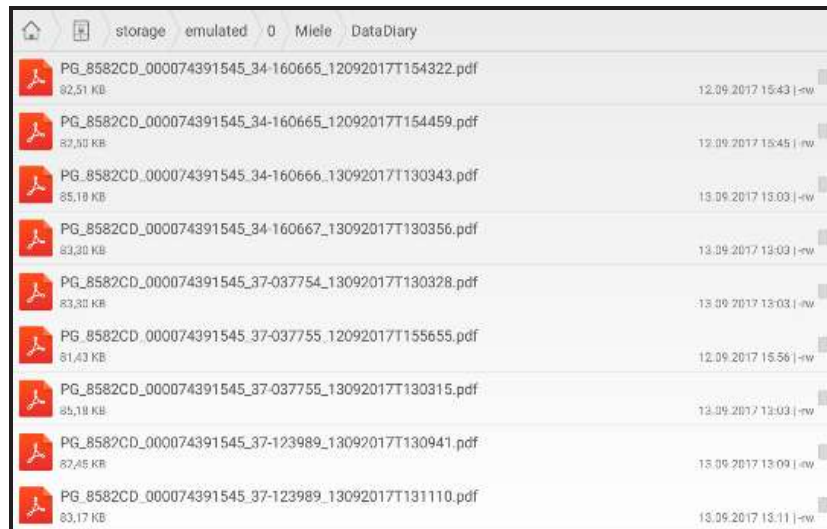 storage emulated 0 Miele DataDiary
PG_8582CD_000074391545_34-160665_12092017T154322.pdf
82,51 KB 12.09.2017 15:43 | -rw
PG_8582CD_000074391545_34-160665_12092017T154459.pdf
82,50 KB 12.09.2017 15:45 | -rw
PG_8582CD_000074391545_34-160666_13092017T130343.pdf
85,18 KB 13.09.2017 13:03 | -rw
PG_8582CD_000074391545_34-160667_13092017T130356.pdf
83,30 KB 13.09.2017 13:03 | -rw
PG_8582CD_000074391545_37-037754_13092017T130328.pdf
83,30 KB 13.09.2017 13:03 | -rw
PG_8582CD_000074391545_37-037755_12092017T155655.pdf
81,43 KB 12.09.2017 15:56 | -rw
PG_8582CD_000074391545_37-037755_13092017T130315.pdf
85,18 KB 13.09.2017 13:03 | -rw
PG_8582CD_000074391545_37-123989_13092017T130941.pdf
82,45 KB 13.09.2017 13:09 | -rw
PG_8582CD_000074391545_37-123989_13092017T131110.pdf
83,17 KB 13.09.2017 13:11 | -rw